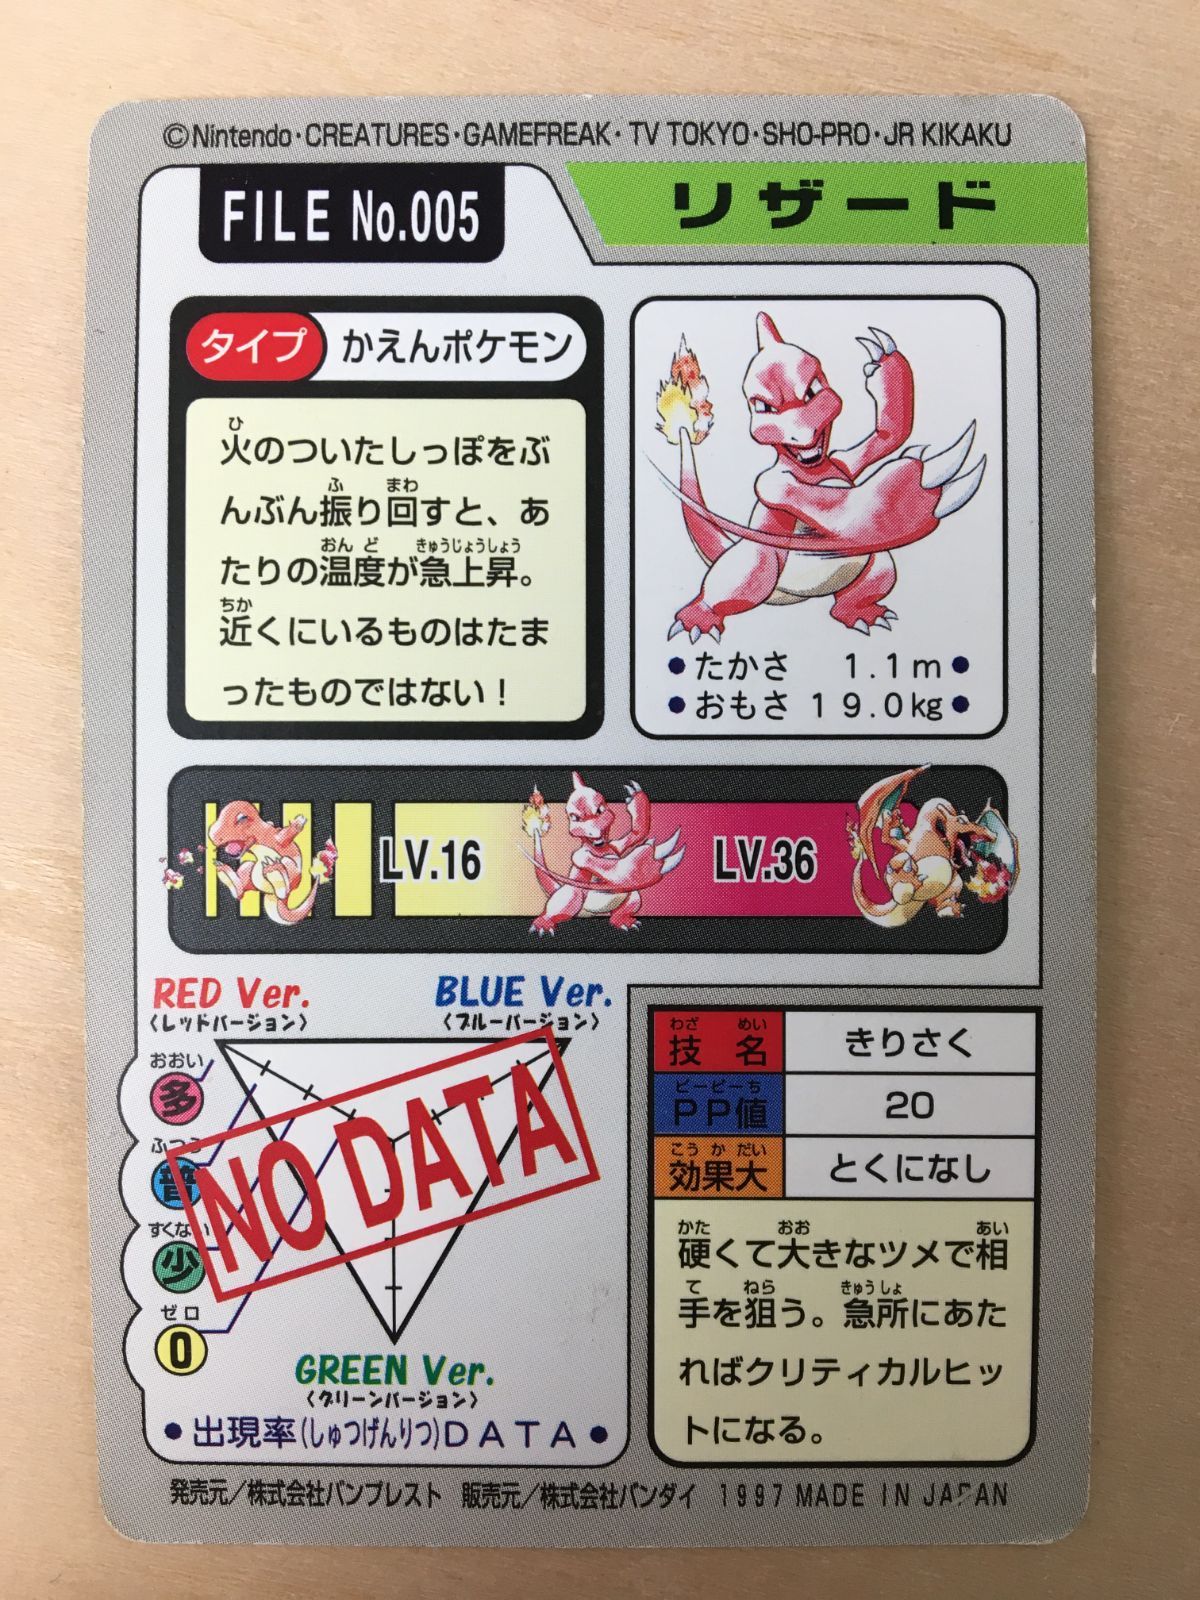 ©Nintendo・CREATURES・GAMEFREAK・TV TOKYO・SHO-PRO・JR KIKAKU
FILE No.005
リザード
タイプ
かえんポケモン
ひ
火のついたしっぽをぶ
ふ まわ
んぶん振り回すと、あ
おん ど きゅうじょうしょう
たりの温度が急上昇。
ちか
近くにいるものはたま
ったものではない！
●たかさ 1.1m●
●おもさ 19.0kg●
LV.16
LV.36
RED Ver.
〈レッドバージョン〉
BLUE Ver.
〈ブルーバージョン〉
おおい
多
ふつう
普
すくない
少
ゼロ
0
NO DATA
GREEN Ver.
〈グリーンバージョン〉
●出現率(しゅつげんりつ)DATA●
わざ めい
技名
きりさく
ピーピーち
PP値
20
こう か だい
効果大
とくになし
かた おお あい
硬くて大きなツメで相
て ねら きゅうしょ
手を狙う。急所にあた
ればクリティカルヒッ
トになる。
発売元／株式会社バンプレスト 販売元／株式会社バンダイ 1997 MADE IN JAPAN